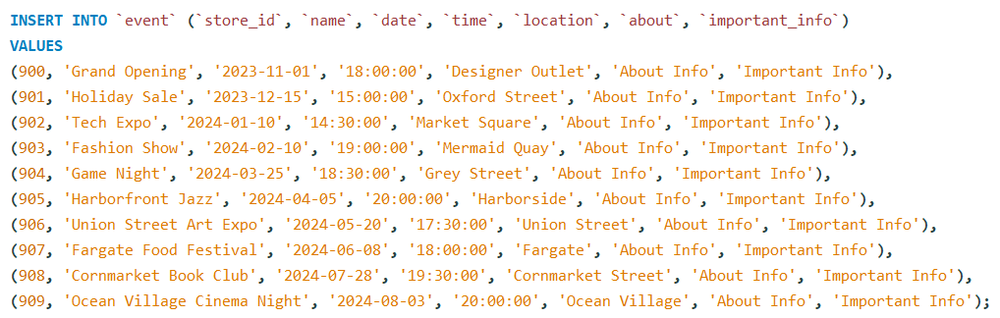 INSERT INTO `event` (`store_id`, `name`, `date`, `time`, `location`, `about`, `important_info`)
VALUES
(900, 'Grand Opening', '2023-11-01', '18:00:00', 'Designer Outlet', 'About Info', 'Important Info'),
(901, 'Holiday Sale', '2023-12-15', '15:00:00', 'Oxford Street', 'About Info', 'Important Info'),
(902, 'Tech Expo', '2024-01-10', '14:30:00', 'Market Square', 'About Info', 'Important Info'),
(903, 'Fashion Show', '2024-02-10', '19:00:00', 'Mermaid Quay', 'About Info', 'Important Info'),
(904, 'Game Night', '2024-03-25', '18:30:00', 'Grey Street', 'About Info', 'Important Info'),
(905, 'Harborfront Jazz', '2024-04-05', '20:00:00', 'Harborside', 'About Info', 'Important Info'),
(906, 'Union Street Art Expo', '2024-05-20', '17:30:00', 'Union Street', 'About Info', 'Important Info'),
(907, 'Fargate Food Festival', '2024-06-08', '18:00:00', 'Fargate', 'About Info', 'Important Info'),
(908, 'Cornmarket Book Club', '2024-07-28', '19:30:00', 'Cornmarket Street', 'About Info', 'Important Info'),
(909, 'Ocean Village Cinema Night', '2024-08-03', '20:00:00', 'Ocean Village', 'About Info', 'Important Info');